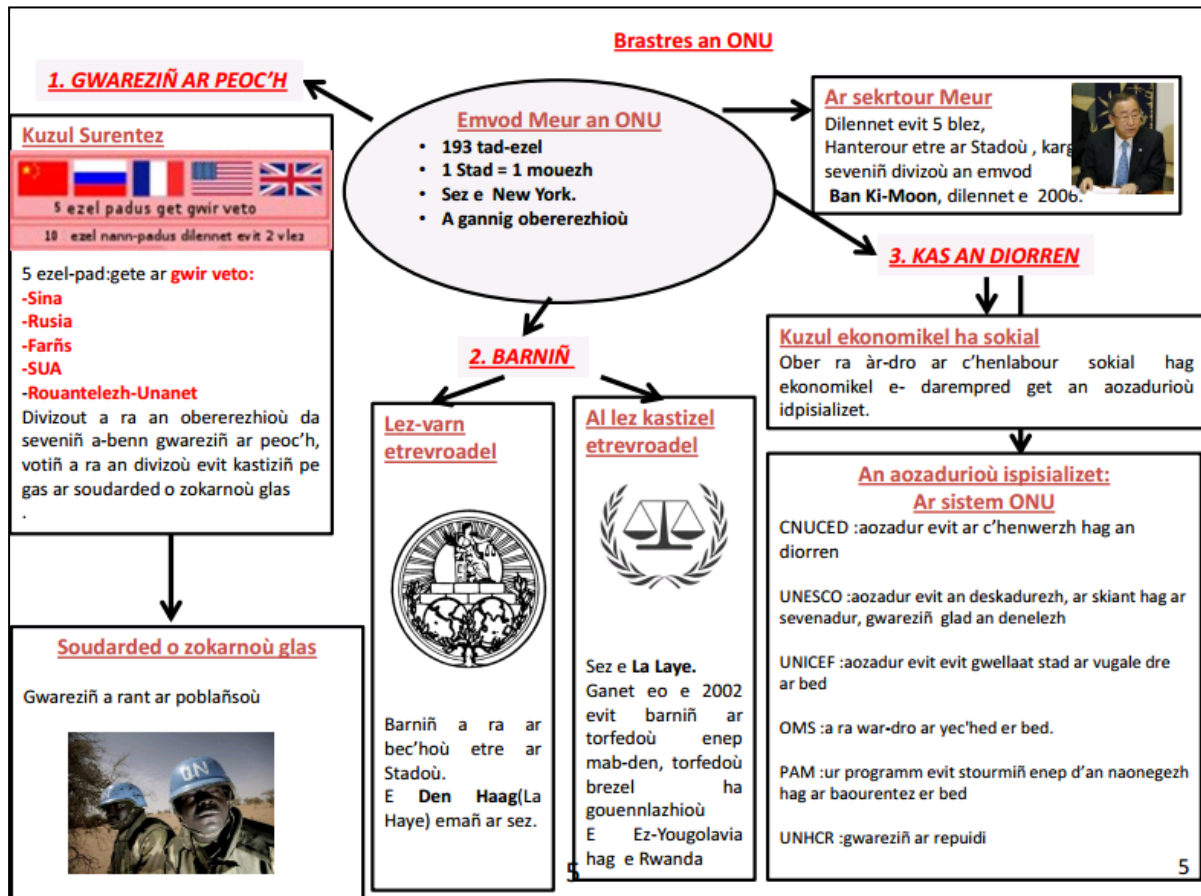 Brastres an ONU
1. GWAREZIÑ AR PEOC'H
Kuzul Surentez
5 ezel padus get gwir veto
10 ezel nann-padus dilennet evit 2 vlez
5 ezel-pad:gete ar gwir veto:
-Sina
-Rusia
-Farñs
-SUA
-Rouantelezh-Unanet
Divizout a ra an obererezhioù da
seveniñ a-benn gwareziñ ar peoc'h,
votiñ a ra an divizoù evit kastiziñ pe
gas ar soudarded o zokarnoù glas
.
Soudarded o zokarnoù glas
Gwareziñ a rant ar poblañsoù
UN
Emvod Meur an ONU
• 193 tad-ezel
• 1 Stad = 1 mouezh
• Sez e New York.
• A gannig obererezhioù
Ar sekrtour Meur
Dilennet evit 5 blez,
Hanterour etre ar Stadoù , karg
seveniñ divizoù an emvod
Ban Ki-Moon, dilennet e 2006.
2. BARNIÑ
Lez-varn
etrevroadel
Barniñ a ra ar
bec'hoù etre ar
Stadoù.
E Den Haag(La
Haye) emañ ar sez.
Al lez kastizel
etrevroadel
Sez e La Laye.
Ganet eo e 2002
evit barniñ ar
torfedoù enep
mab-den, torfedoù
brezel ha
gouennlazhioù
E Ez-Yougolavia
hag e Rwanda
5
3. KAS AN DIORREN
Kuzul ekonomikel ha sokial
Ober ra àr-dro ar c'henlabour sokial hag
ekonomikel e- darempred get an aozadurioù
idpisializet.
An aozadurioù ispisializet:
Ar sistem ONU
CNUCED :aozadur evit ar c'henwerzh hag an
diorren
UNESCO :aozadur evit an deskadurezh, ar skiant hag ar
sevenadur, gwareziñ glad an denelezh
UNICEF :aozadur evit evit gwellaat stad ar vugale dre
ar bed
OMS :a ra war-dro ar yec'hed er bed.
PAM :ur programm evit stourmiñ enep d'an naonegezh
hag ar baourentez er bed
UNHCR :gwareziñ ar repuidi
5